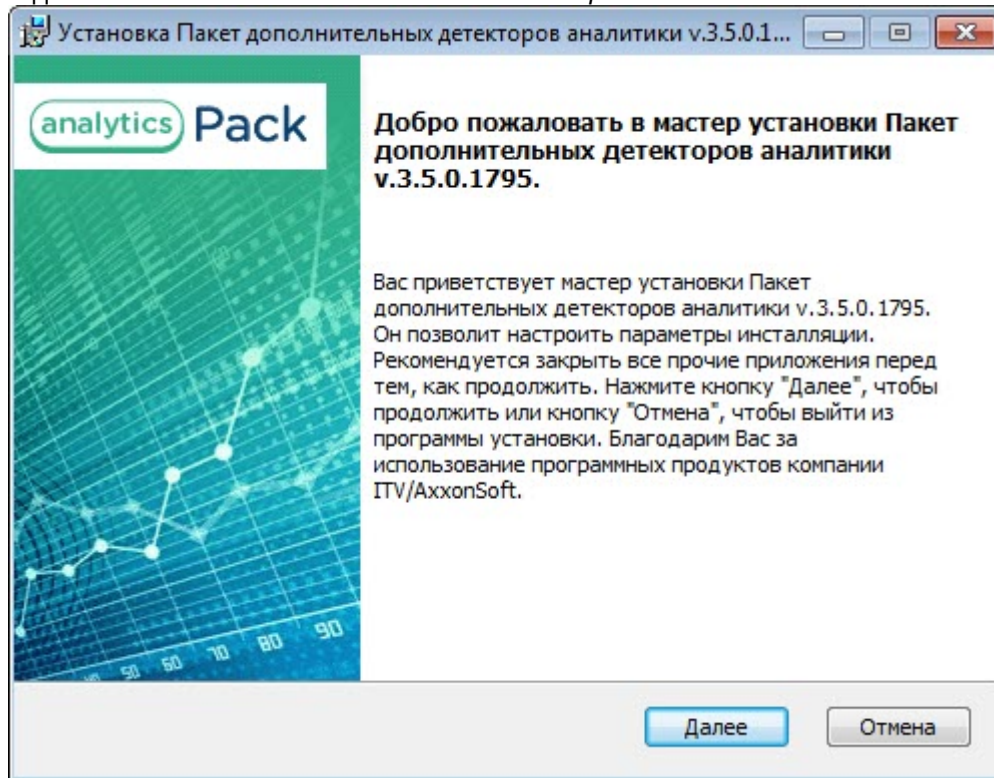 Установка Пакет дополнительных детекторов аналитики v.3.5.0.1...
analytics Pack
Добро пожаловать в мастер установки Пакет
дополнительных детекторов аналитики
v.3.5.0.1795.
Вас приветствует мастер установки Пакет
дополнительных детекторов аналитики v.3.5.0.1795.
Он позволит настроить параметры инсталляции.
Рекомендуется закрыть все прочие приложения перед
тем, как продолжить. Нажмите кнопку "Далее", чтобы
продолжить или кнопку "Отмена", чтобы выйти из
программы установки. Благодарим Вас за
использование программных продуктов компании
ITV/AxxonSoft.
50 60 70 80 90
Далее Отмена